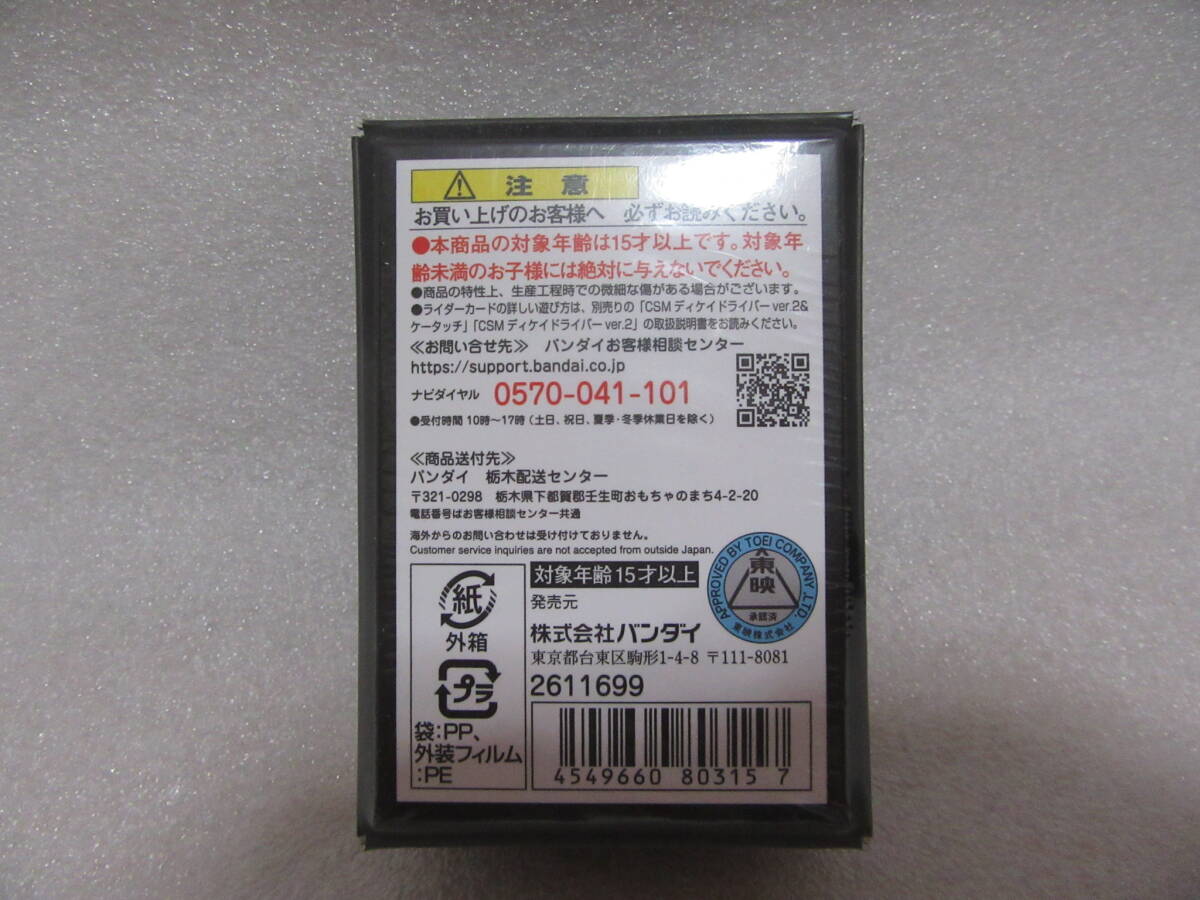 注意
お買い上げのお客様へ 必ずお読みください。
●本商品の対象年齢は15才以上です。対象年
齢未満のお子様には絶対に与えないでください。
●商品の特性上、生産工程時での微細な傷がある場合がございます。
●ライダーカードの詳しい遊び方は、別売りの「CSM ディケイドライバー ver.2&
ケータッチ」「CSM ディケイドライバー ver.2」の取扱説明書をお読みください。
≪お問い合せ先≫ バンダイお客様相談センター
https://support.bandai.co.jp
ナビダイヤル 0570-041-101
●受付時間 10時〜17時(土日、祝日、夏季・冬季休業日を除く)
≪商品送付先≫
バンダイ 栃木配送センター
〒321-0298 栃木県下都賀郡壬生町おもちゃのまち4-2-20
電話番号はお客様相談センター共通
海外からのお問い合わせは受け付けておりません。
Customer service inquiries are not accepted from outside Japan.
紙
外箱
プラ
袋:PP、
外装フィルム
:PE
対象年齢15才以上
発売元
株式会社バンダイ
東京都台東区駒形1-4-8 〒111-8081
2611699
4549660 803157
APPROVED BY TOEI COMPANY, LTD.
東映
承認済
東映株式会社